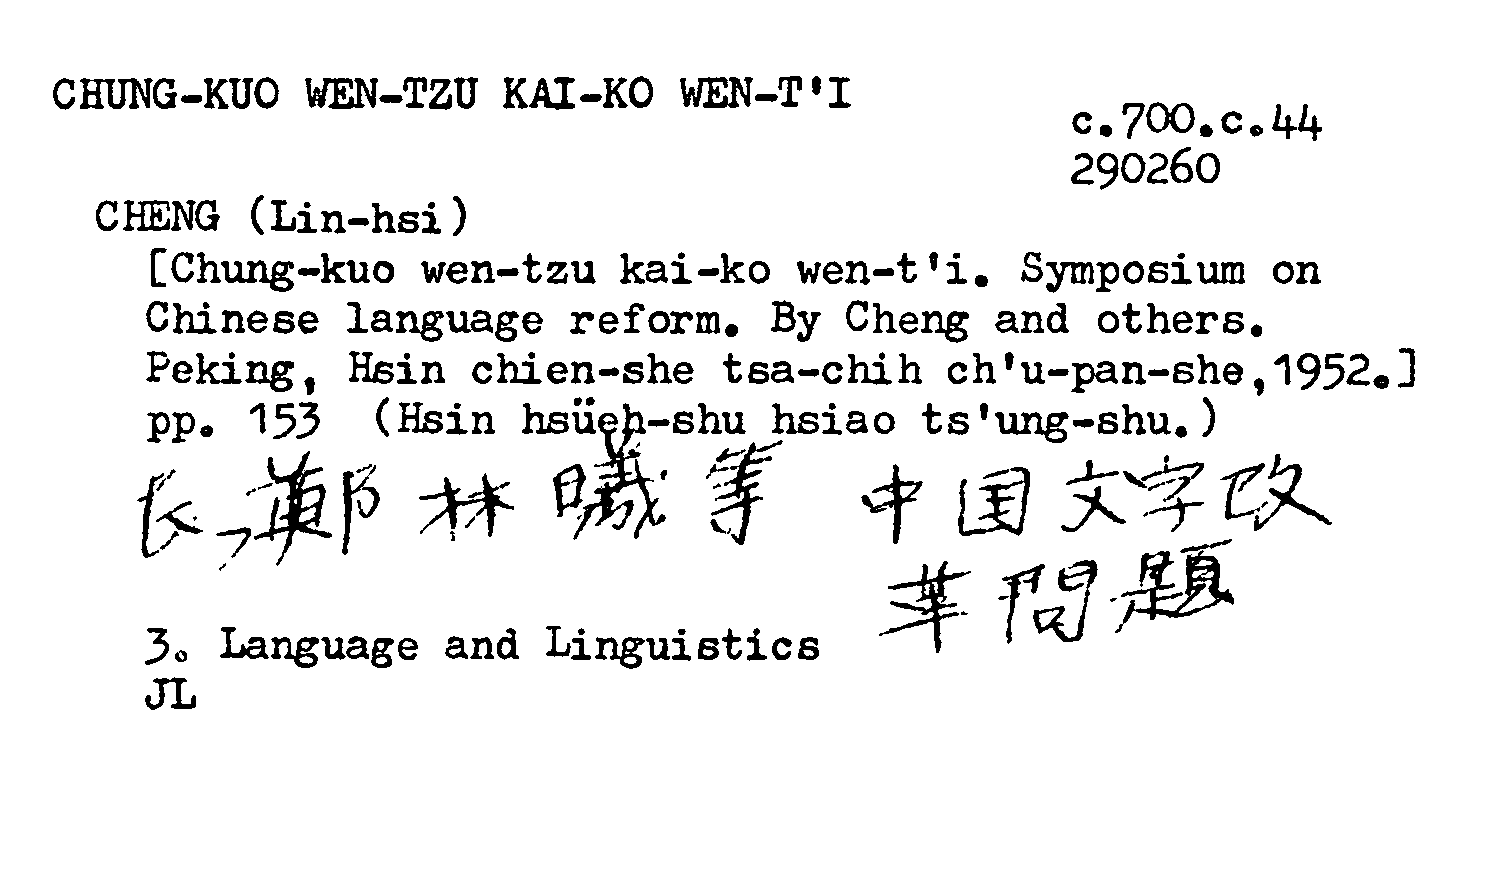 CHUNG-KUO WEN-TZU KAI-KO WEN-T'I
c.700.c.44
290260
CHENG (Lin-hsi)
[Chung-kuo wen-tzu kai-ko wen-t'i. Symposium on
Chinese language reform. By Cheng and others.
Peking, Hsin chien-she tsa-chih ch'u-pan-she,1952.]
pp. 153 (Hsin hsüeh-shu hsiao ts'ung-shu.)
鄭林曦等 中国文字改
革問題
3. Language and Linguistics
JL